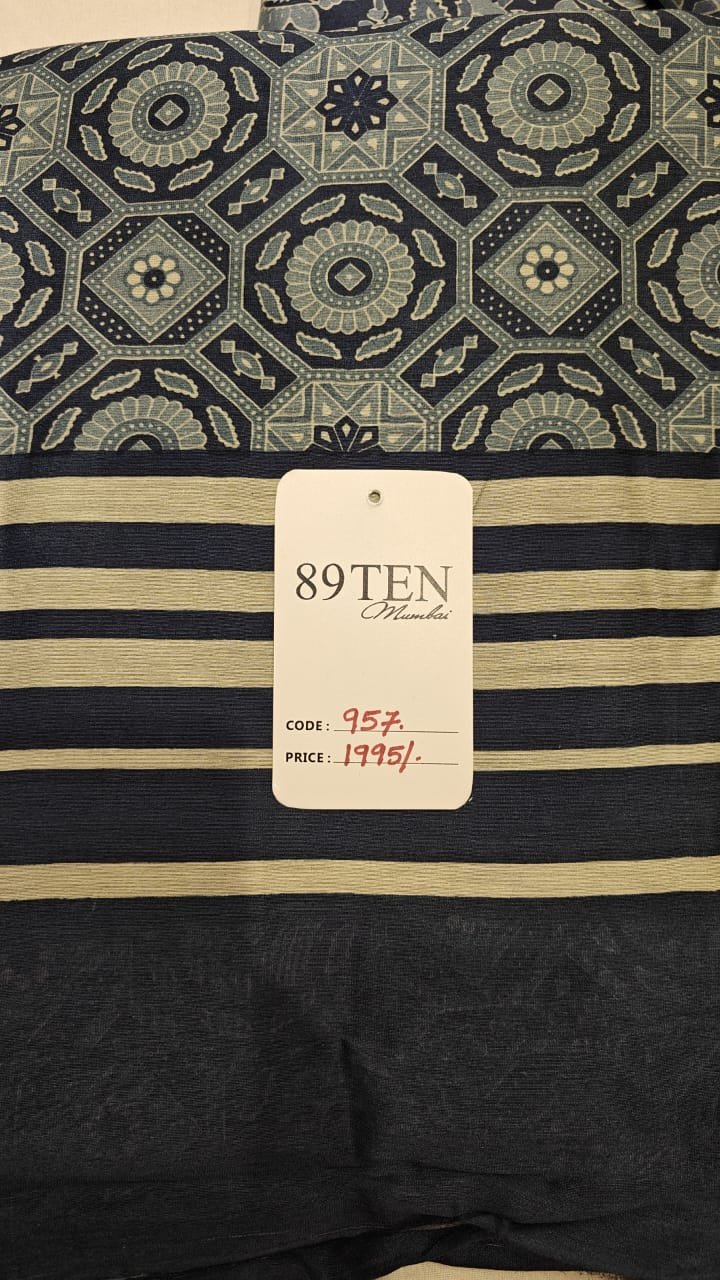 89TEN
Mumbai
CODE : 957.
PRICE : 1995/.